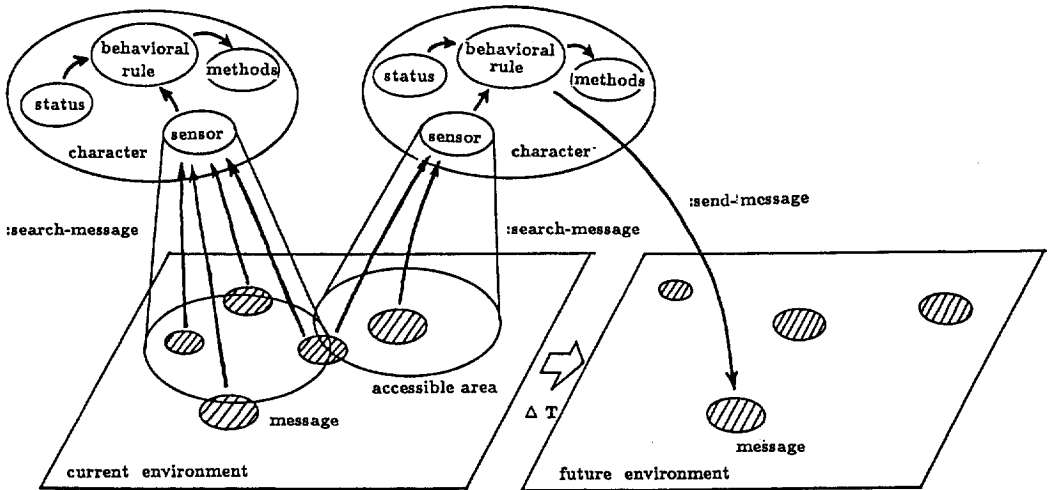 behavioral
rule
methods
status
sensor
character
behavioral
rule
methods
status
sensor
character
:search-message
:search-message
:send-message
accessible area
message
Δ T
message
current environment
future environment